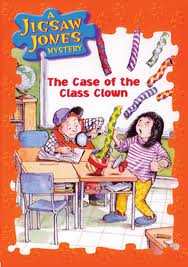 A
JIGSAW
JONES
MYSTERY
The Case of the
Class Clown